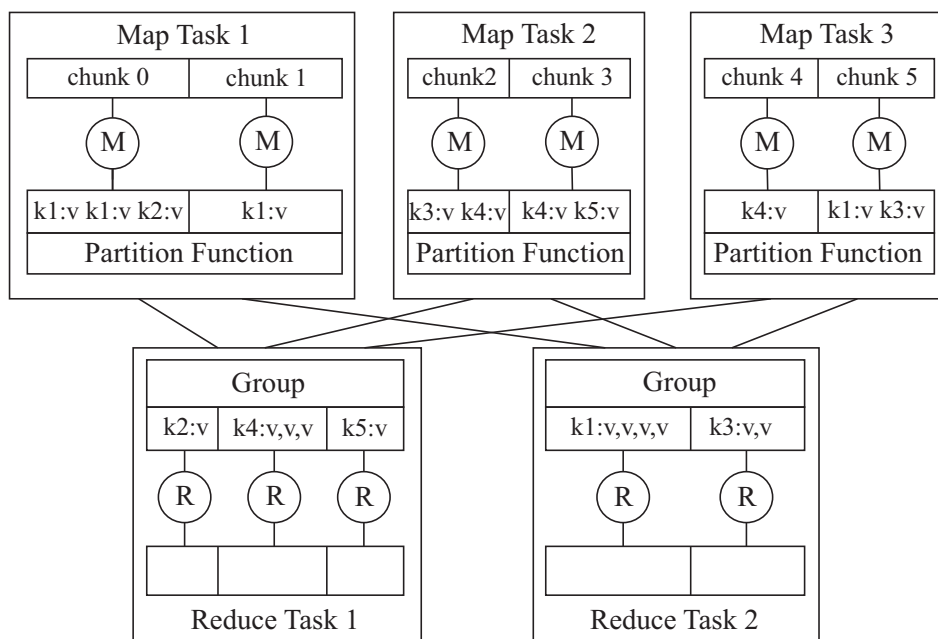 Map Task 1
chunk 0 chunk 1
M M
k1:v k1:v k2:v k1:v
Partition Function
Map Task 2
chunk2 chunk 3
M M
k3:v k4:v k4:v k5:v
Partition Function
Map Task 3
chunk 4 chunk 5
M M
k4:v k1:v k3:v
Partition Function
Group
k2:v k4:v,v,v k5:v
R R R
Reduce Task 1
Group
k1:v,v,v,v k3:v,v
R R
Reduce Task 2